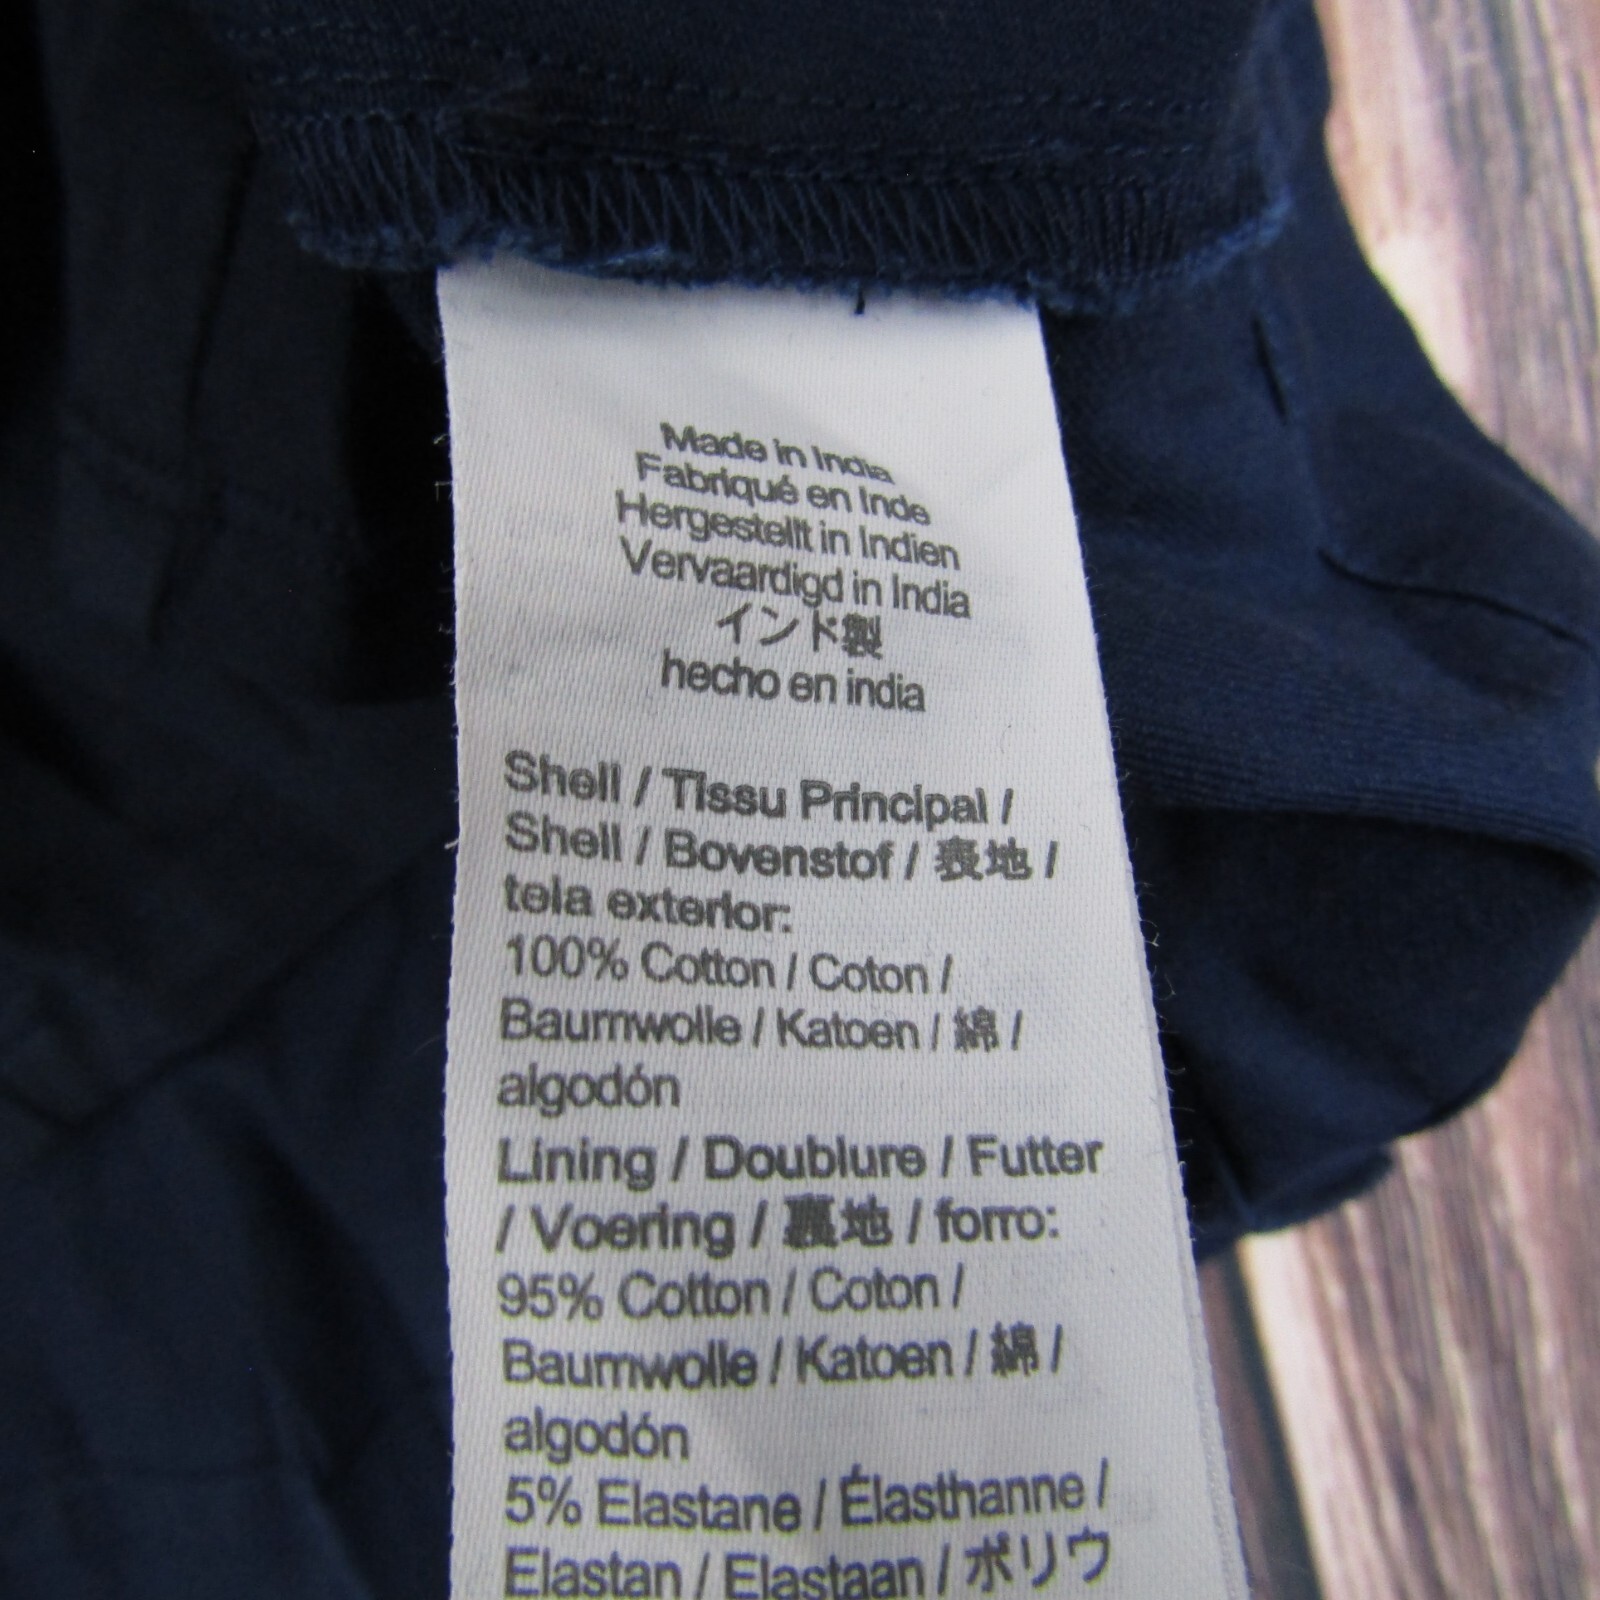 Made in India
Fabriqué en Inde
Hergestellt in Indien
Vervaardigd in India
インド製
hecho en india
Shell / Tissu Principal /
Shell / Bovenstof / 表地 /
tela exterior:
100% Cotton / Coton /
Baumwolle / Katoen / 綿 /
algodón
Lining / Doublure / Futter
/ Voering / 裏地 / forro:
95% Cotton / Coton /
Baumwolle / Katoen / 綿 /
algodón
5% Elastane / Élasthanne /
Elastan / Elastaan / ポリウ